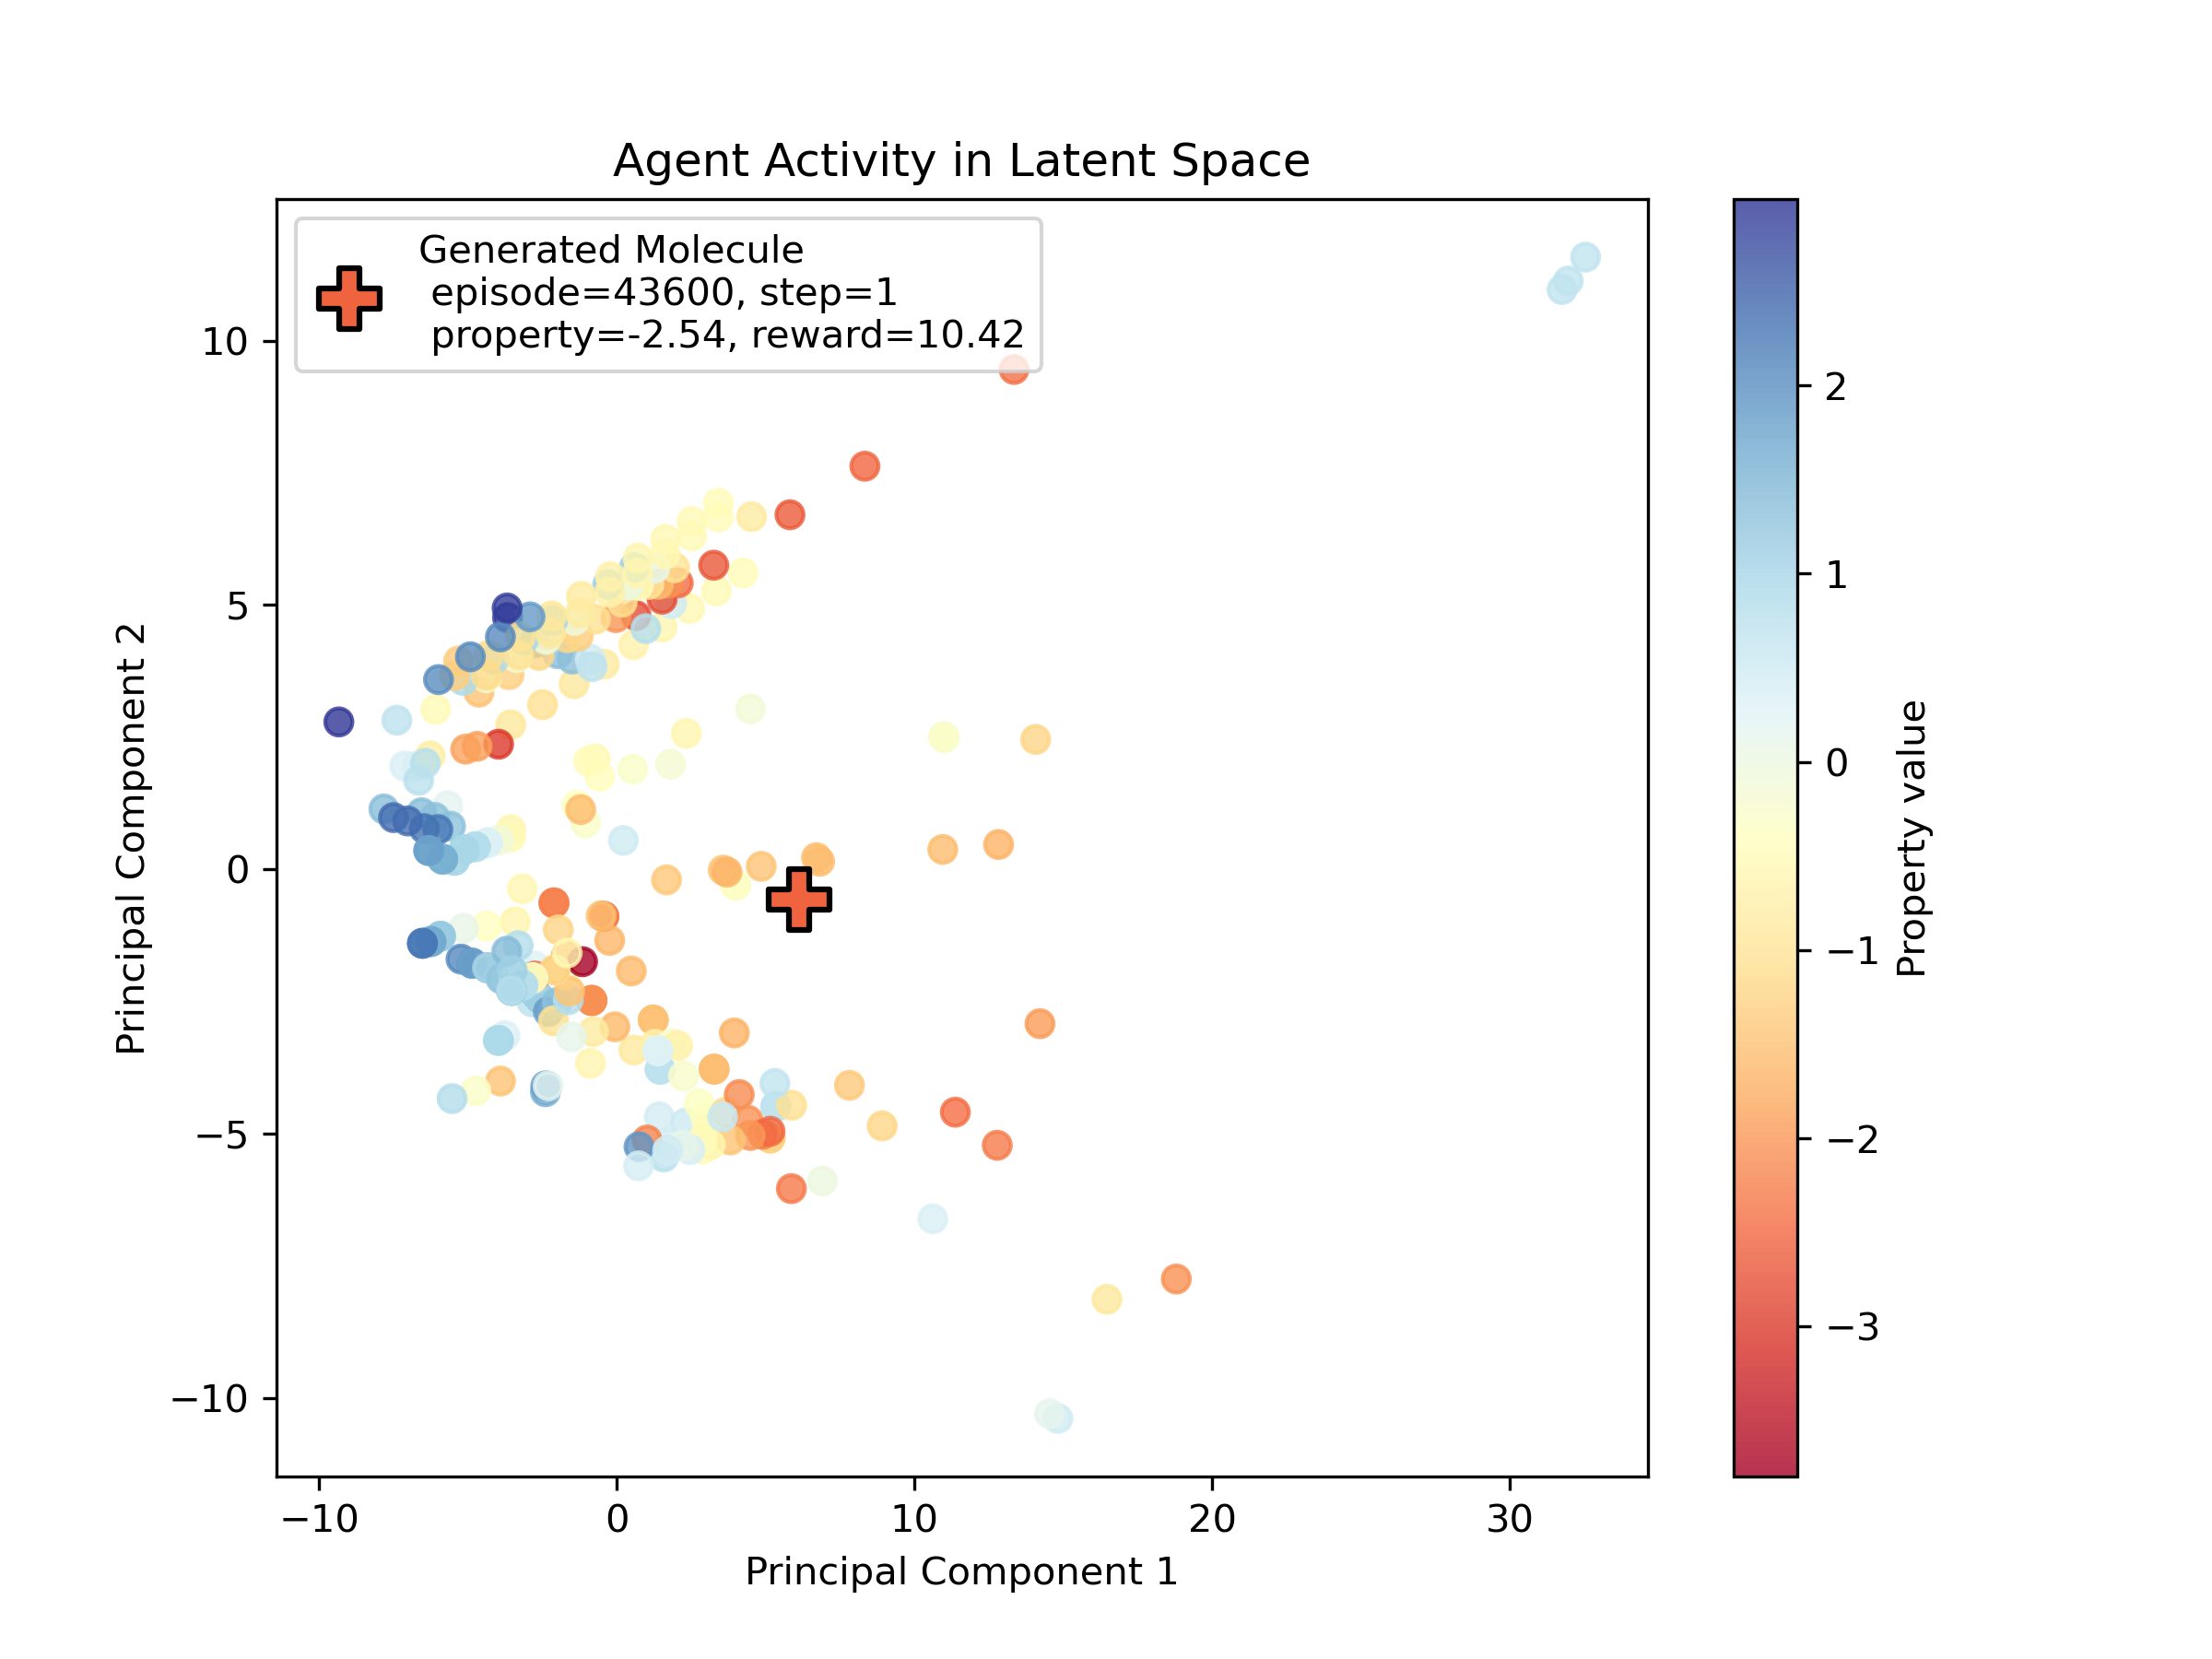 Agent Activity in Latent Space
Generated Molecule
episode=43600, step=1
property=-2.54, reward=10.42
10
5
0
−5
−10
Principal Component 2
−10
0
10
20
30
Principal Component 1
2
1
0
−1
−2
−3
Property value